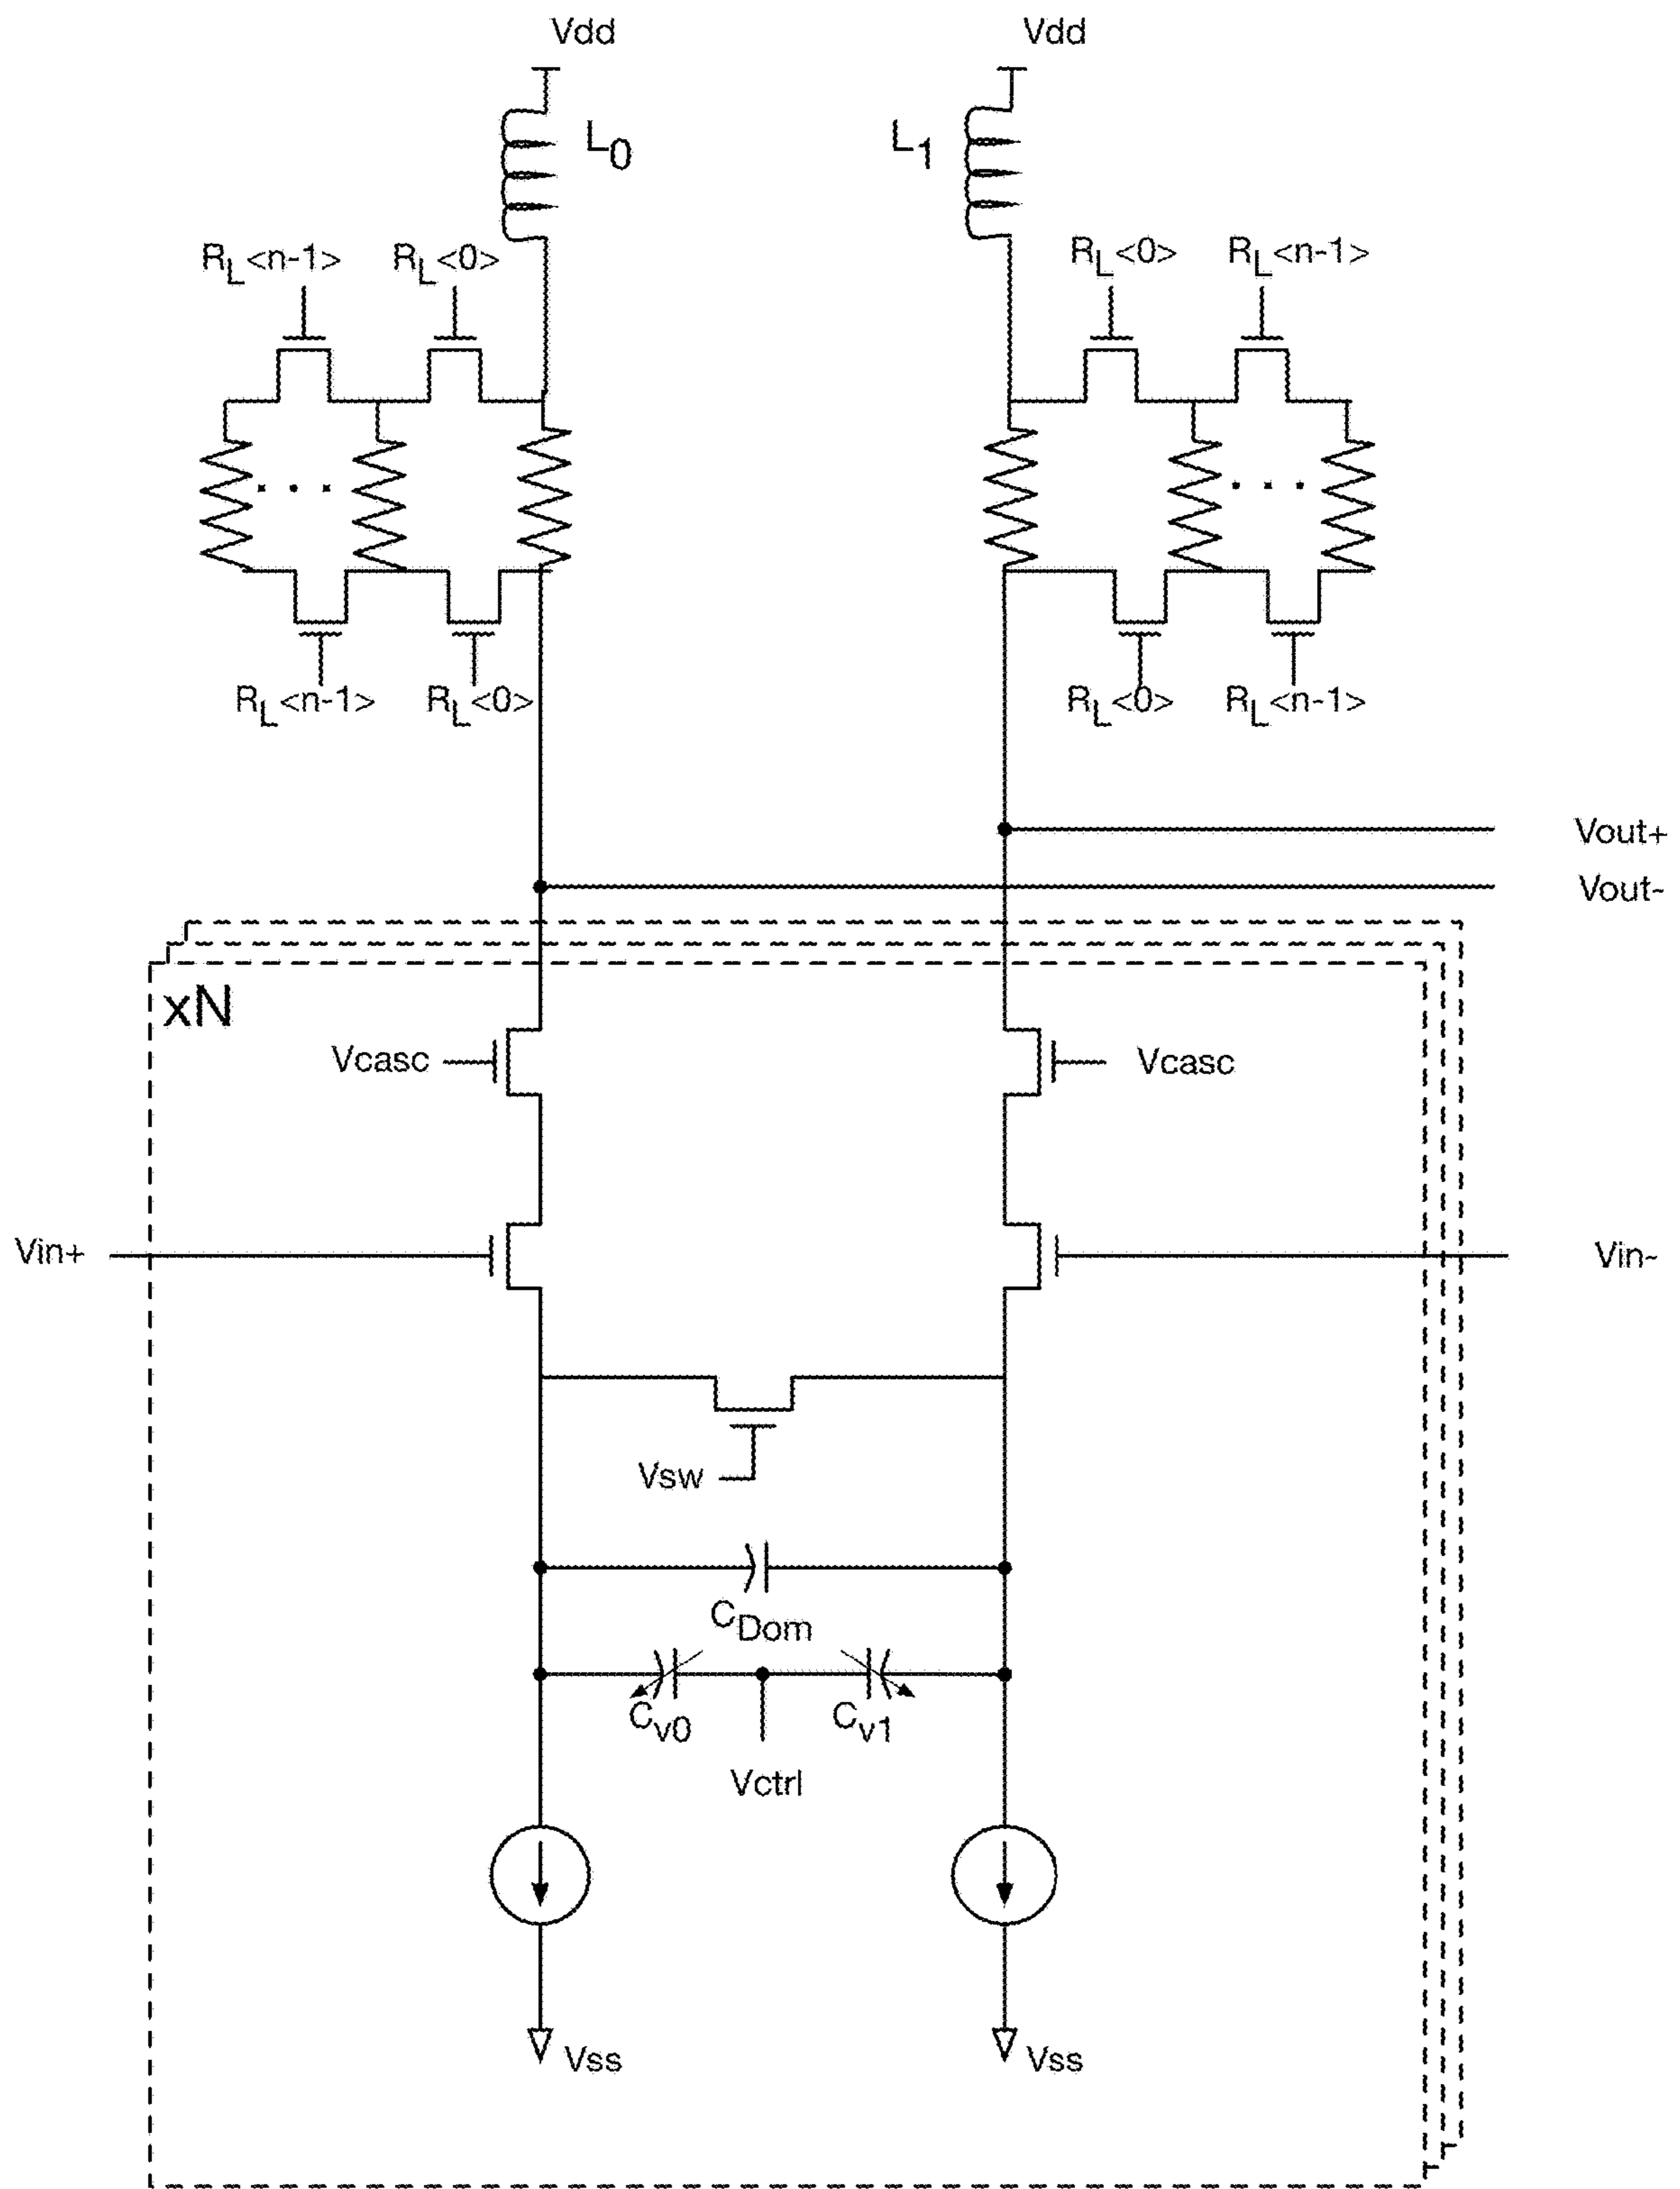 Vdd Vdd
L0 L1
RL<n-1> RL<0> RL<0> RL<n-1>
RL<n-1> RL<0> RL<0> RL<n-1>
Vout+
Vout-
xN
Vcasc Vcasc
Vin+ Vin-
Vsw
CDom
Cv0 Cv1
Vctrl
Vss Vss